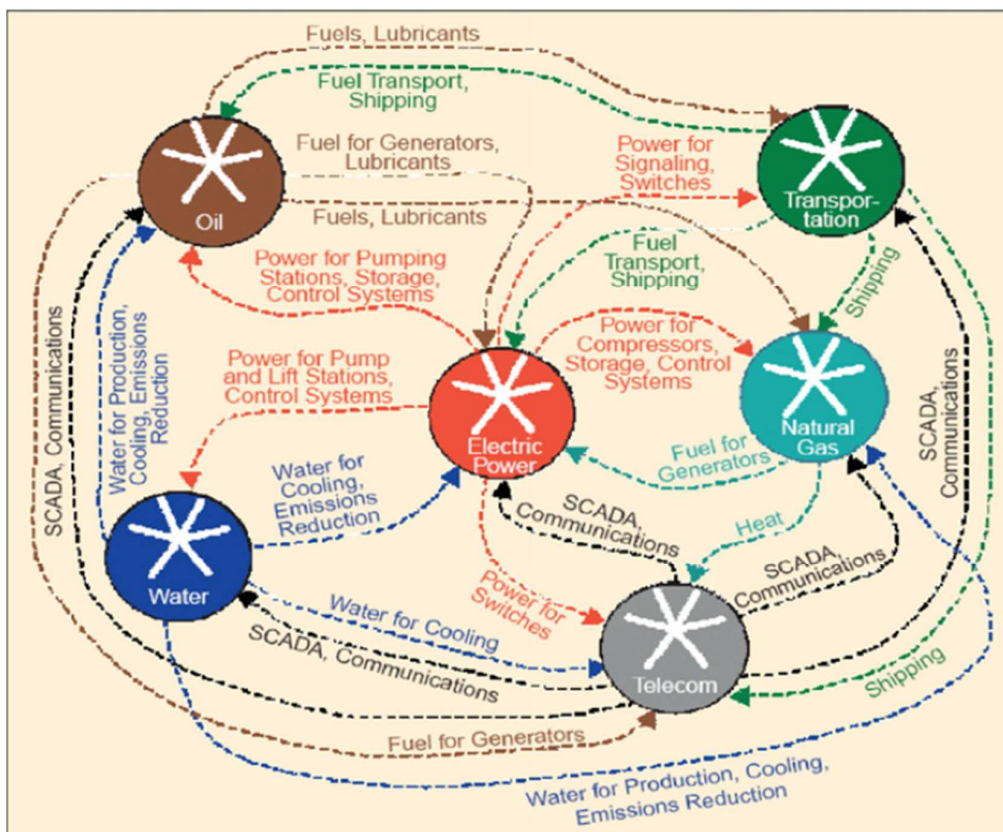 Fuels, Lubricants
Fuel Transport,
Shipping
Fuel for Generators,
Lubricants
Power for
Signaling,
Switches
Transpor-
tation
Oil
Fuels, Lubricants
Power for Pumping
Stations, Storage,
Control Systems
Fuel
Transport,
Shipping
Shipping
Power for Pump
and Lift Stations,
Control Systems
Power for
Compressors,
Storage, Control
Systems
SCADA, Communications
Water for Production,
Cooling, Emissions
Reduction
Electric
Power
Natural
Gas
SCADA,
Communications
Water for
Cooling,
Emissions
Reduction
Fuel for
Generators
SCADA,
Communications
Heat
SCADA,
Communications
Water
Power for
Switches
Water for Cooling
SCADA, Communications
Telecom
Shipping
Fuel for Generators
Water for Production, Cooling,
Emissions Reduction